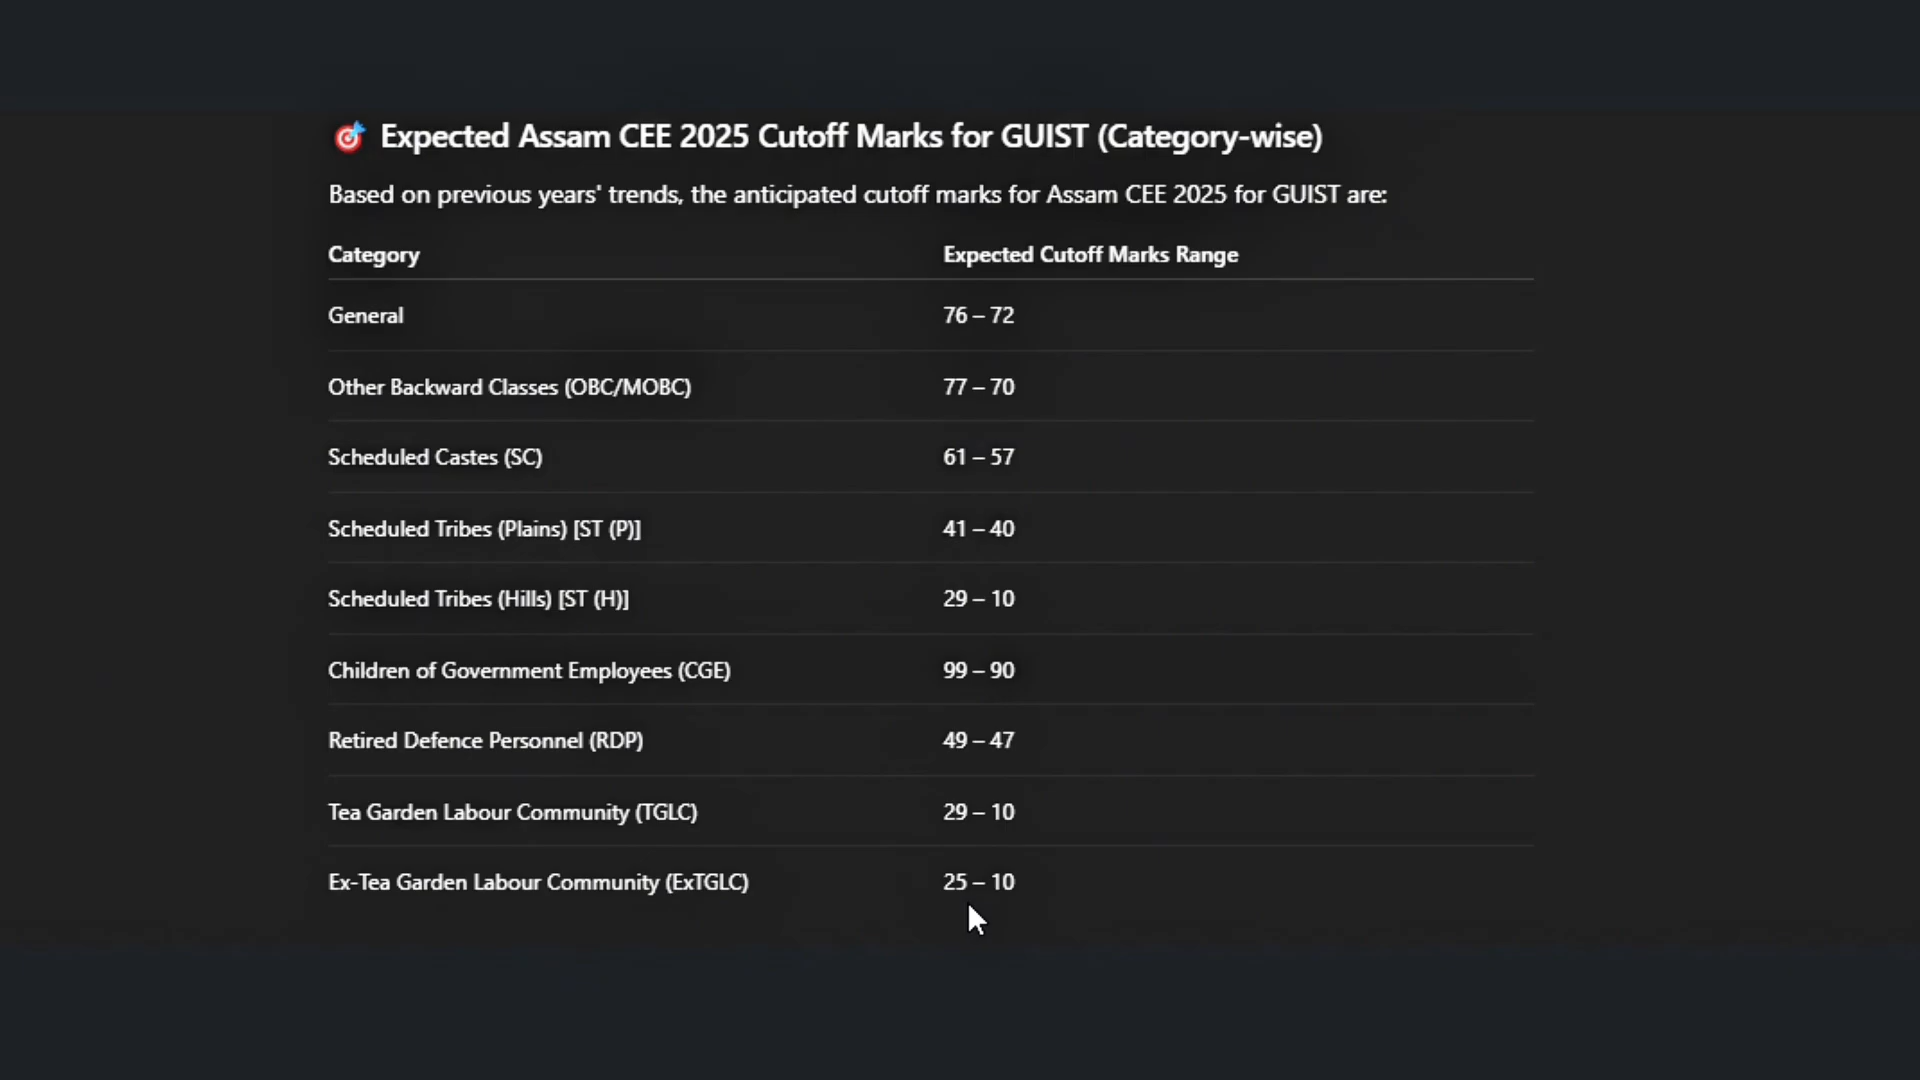 🎯 Expected Assam CEE 2025 Cutoff Marks for GUIST (Category-wise)
Based on previous years' trends, the anticipated cutoff marks for Assam CEE 2025 for GUIST are:
Category Expected Cutoff Marks Range
General 76 – 72
Other Backward Classes (OBC/MOBC) 77 – 70
Scheduled Castes (SC) 61 – 57
Scheduled Tribes (Plains) [ST (P)] 41 – 40
Scheduled Tribes (Hills) [ST (H)] 29 – 10
Children of Government Employees (CGE) 99 – 90
Retired Defence Personnel (RDP) 49 – 47
Tea Garden Labour Community (TGLC) 29 – 10
Ex-Tea Garden Labour Community (ExTGLC) 25 – 10